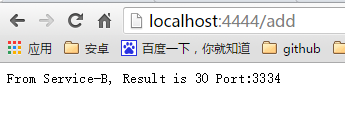 localhost:4444/add
应用 安卓 百度一下，你就知道 github
From Service-B, Result is 30 Port:3334